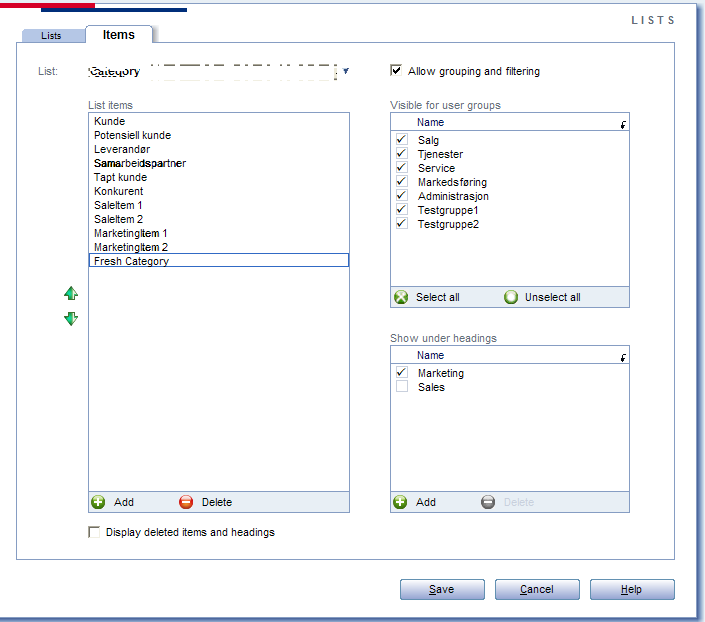 LISTS
Lists
Items
List:
Category
Allow grouping and filtering
List items
Kunde
Potensiell kunde
Leverandør
Samarbeidspartner
Tapt kunde
Konkurent
SaleItem 1
SaleItem 2
MarketingItem 1
MarketingItem 2
Fresh Category
Add
Delete
Display deleted items and headings
Visible for user groups
Name
Salg
Tjenester
Service
Markedsføring
Administrasjon
Testgruppe1
Testgruppe2
Select all
Unselect all
Show under headings
Name
Marketing
Sales
Add
Delete
Save
Cancel
Help